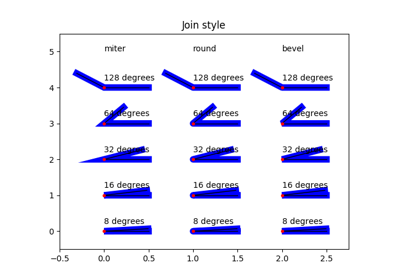 Join style
miter round bevel
5
128 degrees 128 degrees 128 degrees
4
64 degrees 64 degrees 64 degrees
3
32 degrees 32 degrees 32 degrees
2
16 degrees 16 degrees 16 degrees
1
8 degrees 8 degrees 8 degrees
0
−0.5 0.0 0.5 1.0 1.5 2.0 2.5